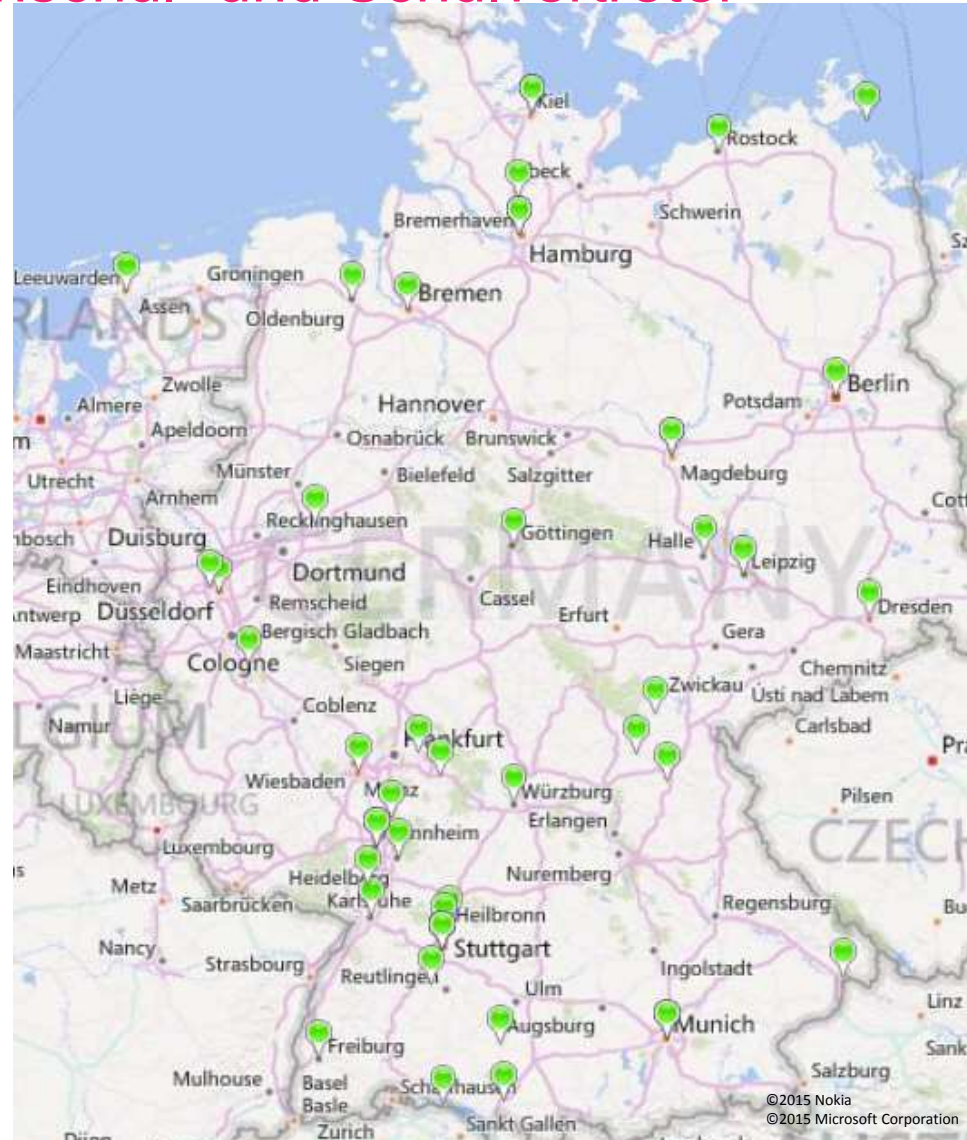 und Schulvertreter
Kiel
beck
Rostock
Bremerhaven
Schwerin
Hamburg
Leeuwarden
Groningen
Assen
Oldenburg
Bremen
Zwolle
Almere
Apeldoorn
Hannover
Potsdam
Berlin
Osnabrück
Brunswick
Utrecht
Münster
Bielefeld
Salzgitter
Magdeburg
Arnhem
Recklinghausen
Duisburg
Göttingen
Halle
Leipzig
Eindhoven
Dortmund
Düsseldorf
Remscheid
Cassel
Erfurt
Dresden
Maastricht
Bergisch Gladbach
Gera
Cologne
Siegen
Chemnitz
Liège
Coblenz
Zwickau
Ústí nad Labem
Namur
Carlsbad
Wiesbaden
Würzburg
Pilsen
LUXEMBOURG
Erlangen
Luxembourg
Metz
Heidelberg
Nuremberg
Saarbrücken
Heilbronn
Regensburg
Nancy
Strasbourg
Stuttgart
Reutlingen
Ingolstadt
Ulm
Linz
Augsburg
Munich
Freiburg
Mulhouse
Basel
Basle
Salzburg
Sankt Gallen
Zurich
©2015 Nokia
©2015 Microsoft Corporation